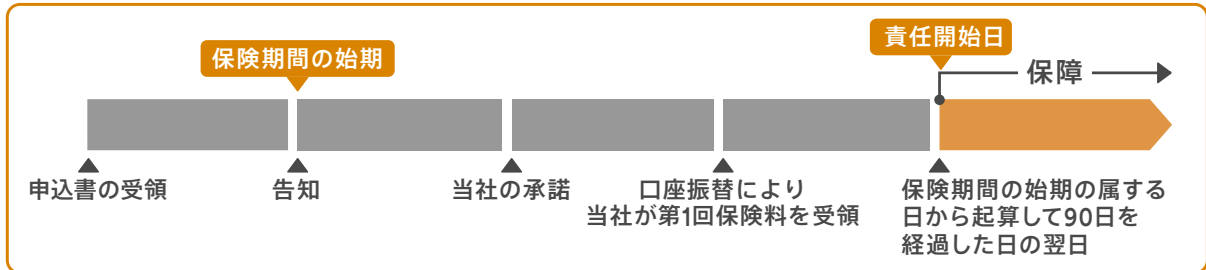 保険期間の始期
責任開始日
保障
申込書の受領
告知
当社の承諾
口座振替により
当社が第1回保険料を受領
保険期間の始期の属する
日から起算して90日を
経過した日の翌日